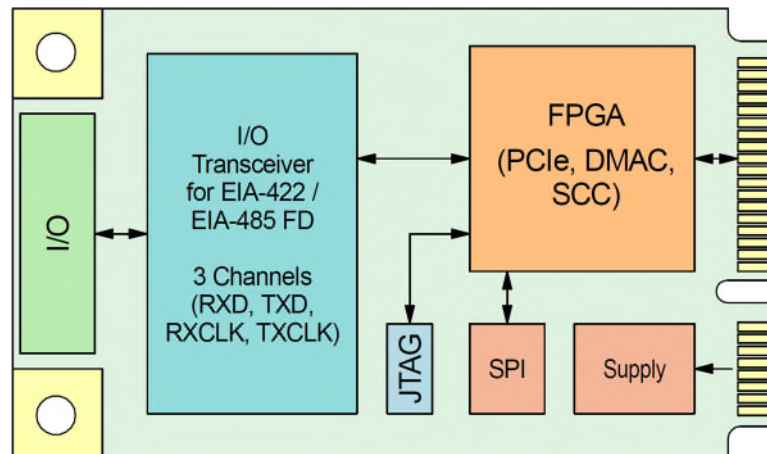 I/O
I/O
Transceiver
for EIA-422 /
EIA-485 FD
3 Channels
(RXD, TXD,
RXCLK, TXCLK)
FPGA
(PCIe, DMAC,
SCC)
JTAG
SPI
Supply